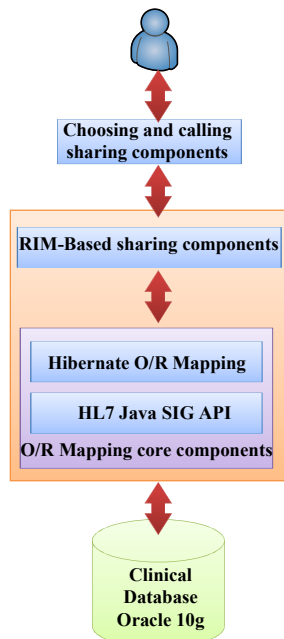 Choosing and calling
sharing components
RIM-Based sharing components
Hibernate O/R Mapping
HL7 Java SIG API
O/R Mapping core components
Clinical
Database
Oracle 10g